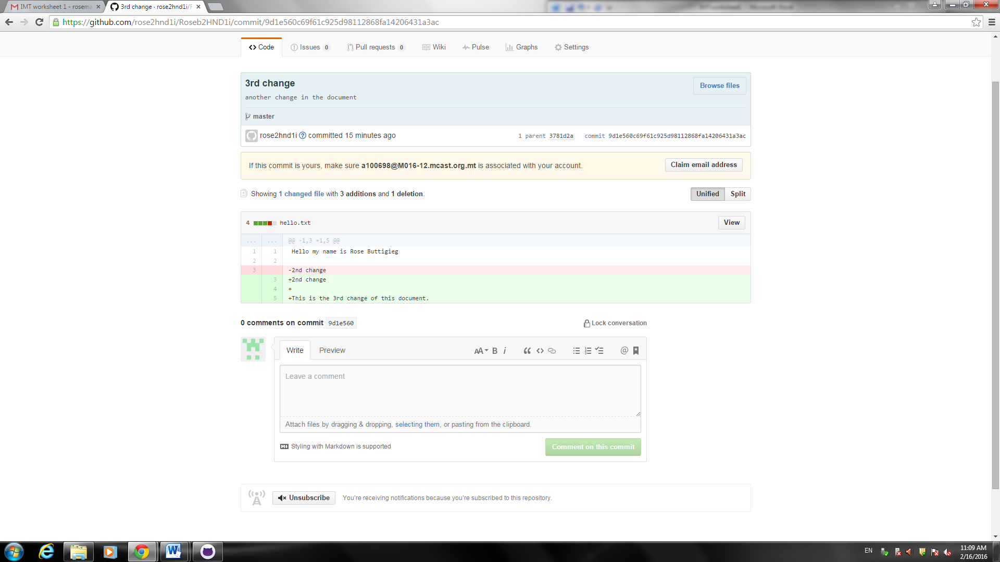 IMT worksheet 1 - rosema
3rd change · rose2hnd1i/R
https://github.com/rose2hnd1i/Roseb2HND1i/commit/9d1e560c69f61c925d98112868fa14206431a3ac
Code Issues 0 Pull requests 0 Wiki Pulse Graphs Settings
3rd change
Browse files
another change in the document
master
rose2hnd1i ? committed 15 minutes ago 1 parent 3781d2a commit 9d1e560c69f61c925d98112868fa14206431a3ac
If this commit is yours, make sure a100698@M016-12.mcast.org.mt is associated with your account. Claim email address
Showing 1 changed file with 3 additions and 1 deletion. Unified Split
4 hello.txt View
... ... @@ -1,3 +1,5 @@
1 1 Hello my name is Rose Buttigieg
2 2
3 -2nd change
3 +2nd change
4 +
5 +This is the 3rd change of this document.
0 comments on commit 9d1e560 Lock conversation
Write Preview AA B i
Leave a comment
Attach files by dragging & dropping, selecting them, or pasting from the clipboard.
Styling with Markdown is supported Comment on this commit
Unsubscribe You're receiving notifications because you're subscribed to this repository.
EN
11:09 AM
2/16/2016